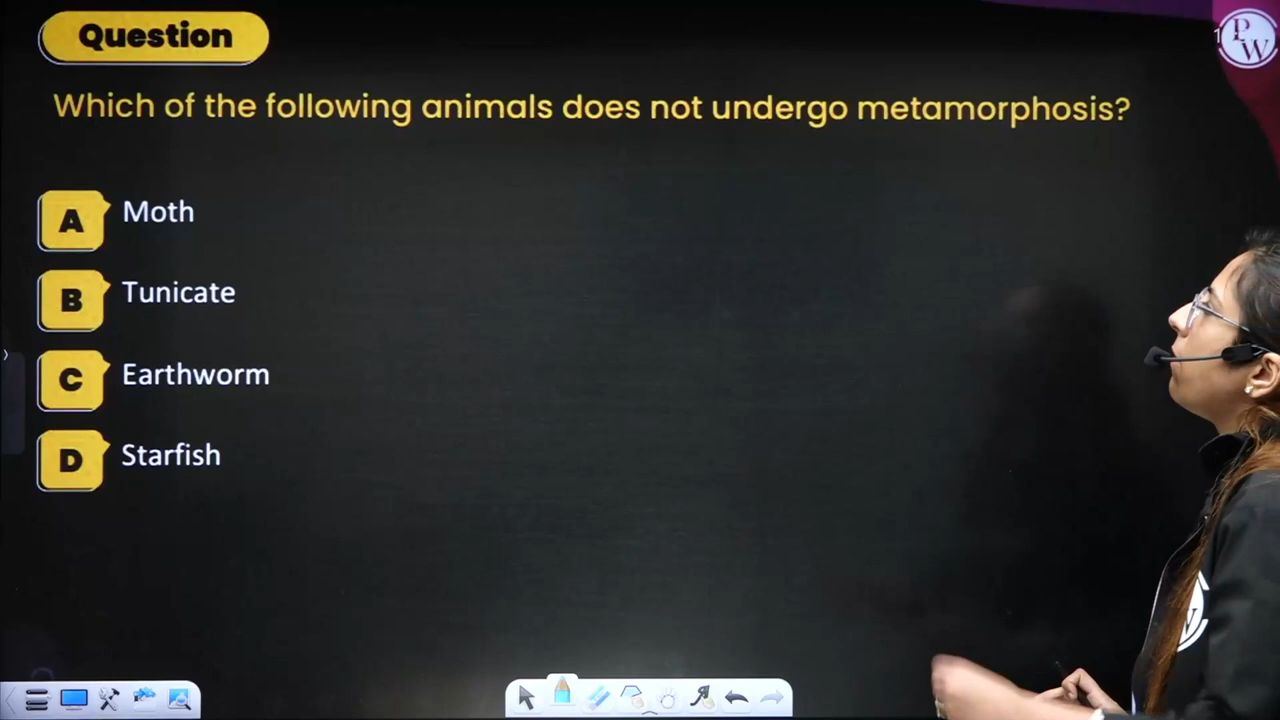 Question
PW
Which of the following animals does not undergo metamorphosis?
A Moth
B Tunicate
C Earthworm
D Starfish